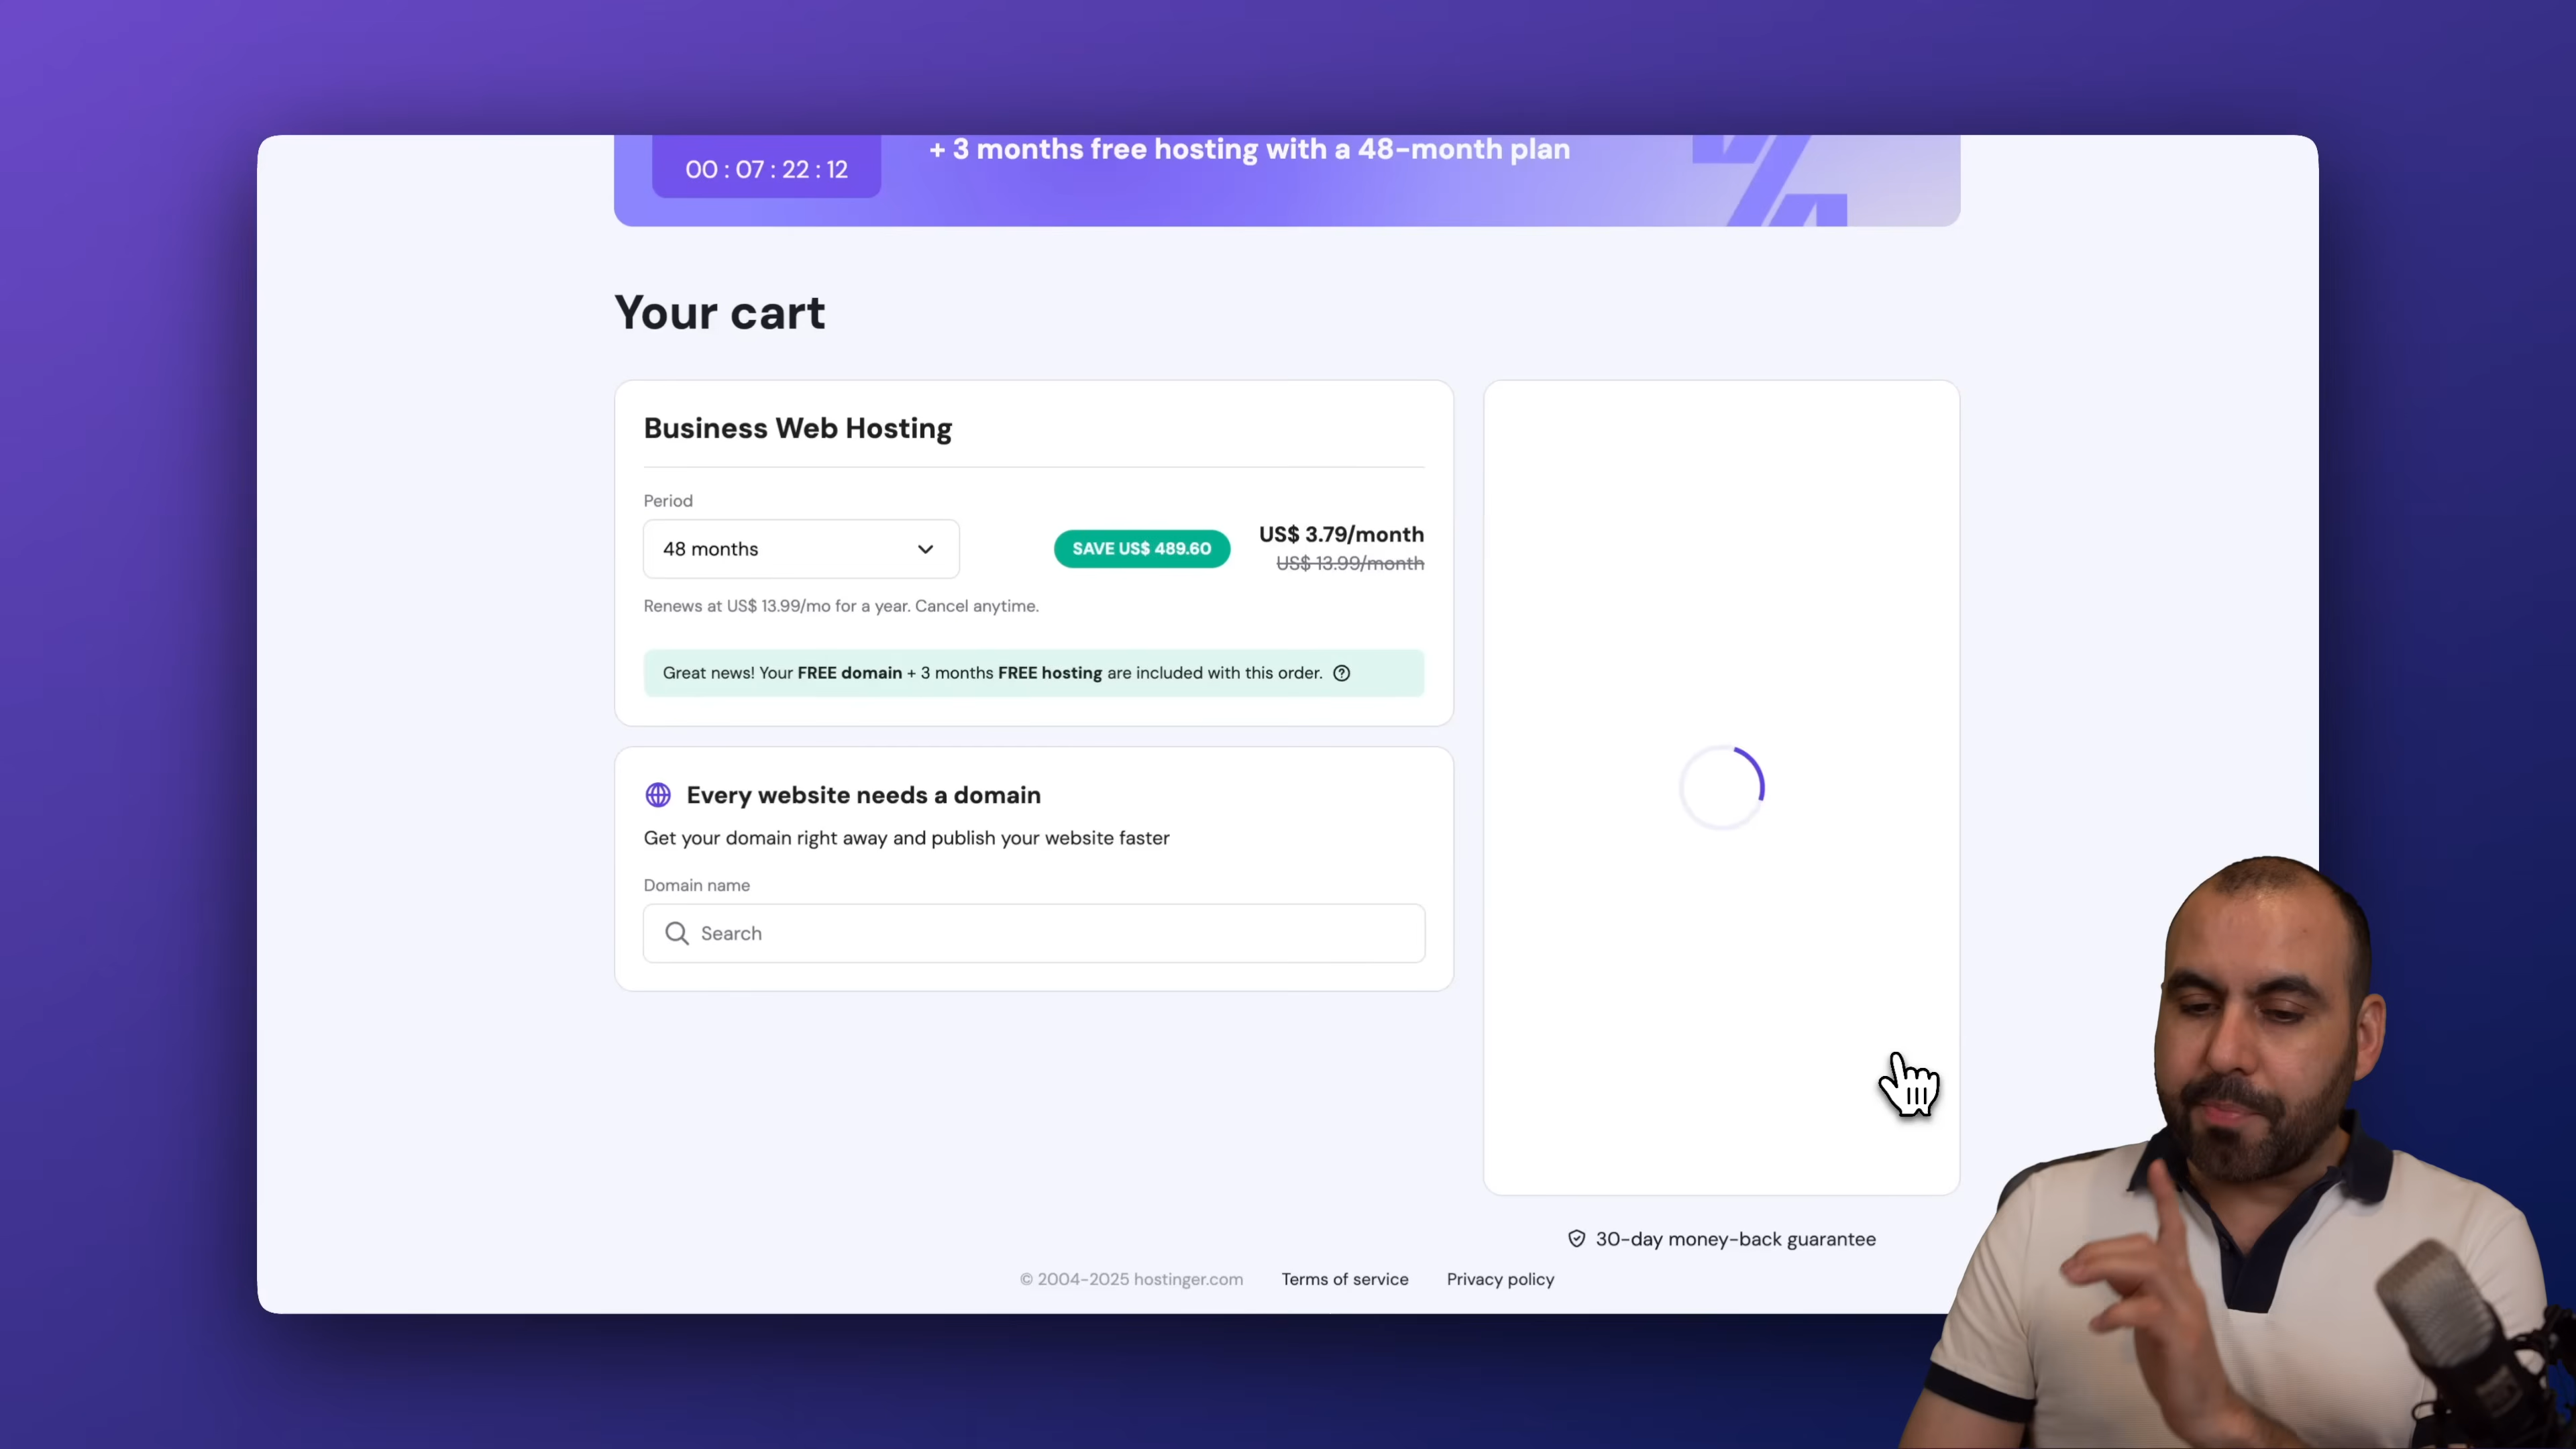 + 3 months free hosting with a 48-month plan
00 : 07 : 22 : 12
Your cart
Business Web Hosting
Period
48 months
SAVE US$ 489.60
US$ 3.79/month
US$ 13.99/month
Renews at US$ 13.99/mo for a year. Cancel anytime.
Great news! Your FREE domain + 3 months FREE hosting are included with this order.
Every website needs a domain
Get your domain right away and publish your website faster
Domain name
Search
30-day money-back guarantee
© 2004-2025 hostinger.com Terms of service Privacy policy